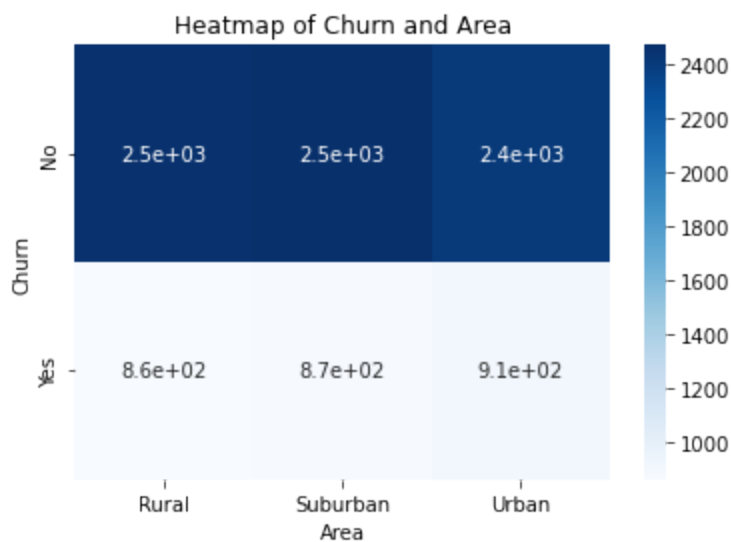 Heatmap of Churn and Area
2400
2200
2000
1800
1600
1400
1200
1000
Churn
No
2.5e+03 2.5e+03 2.4e+03
Yes
8.6e+02 8.7e+02 9.1e+02
Rural Suburban Urban
Area